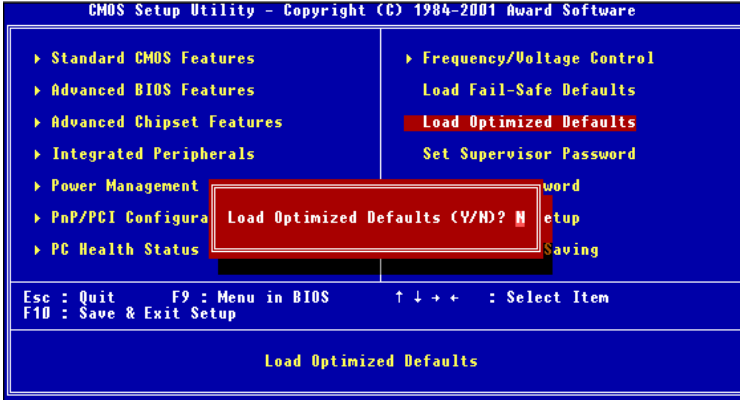 CMOS Setup Utility - Copyright (C) 1984-2001 Award Software
Standard CMOS Features
Advanced BIOS Features
Advanced Chipset Features
Integrated Peripherals
Power Management
PnP/PCI Configura
PC Health Status
Frequency/Voltage Control
Load Fail-Safe Defaults
Load Optimized Defaults
Set Supervisor Password
word
etup
Saving
Load Optimized Defaults (Y/N)? N
Esc : Quit F9 : Menu in BIOS ↑ ↓ → ← : Select Item
F10 : Save & Exit Setup
Load Optimized Defaults